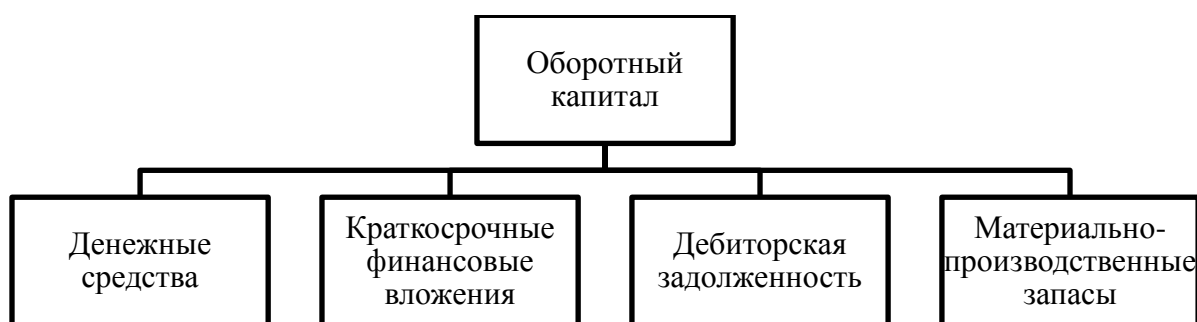 Оборотный
капитал
Денежные
средства
Краткосрочные
финансовые
вложения
Дебиторская
задолженность
Материально-
производственные
запасы